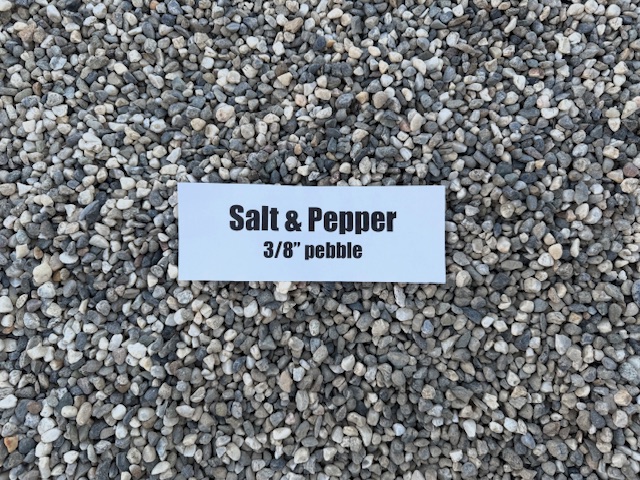 Salt & Pepper
3/8” pebble